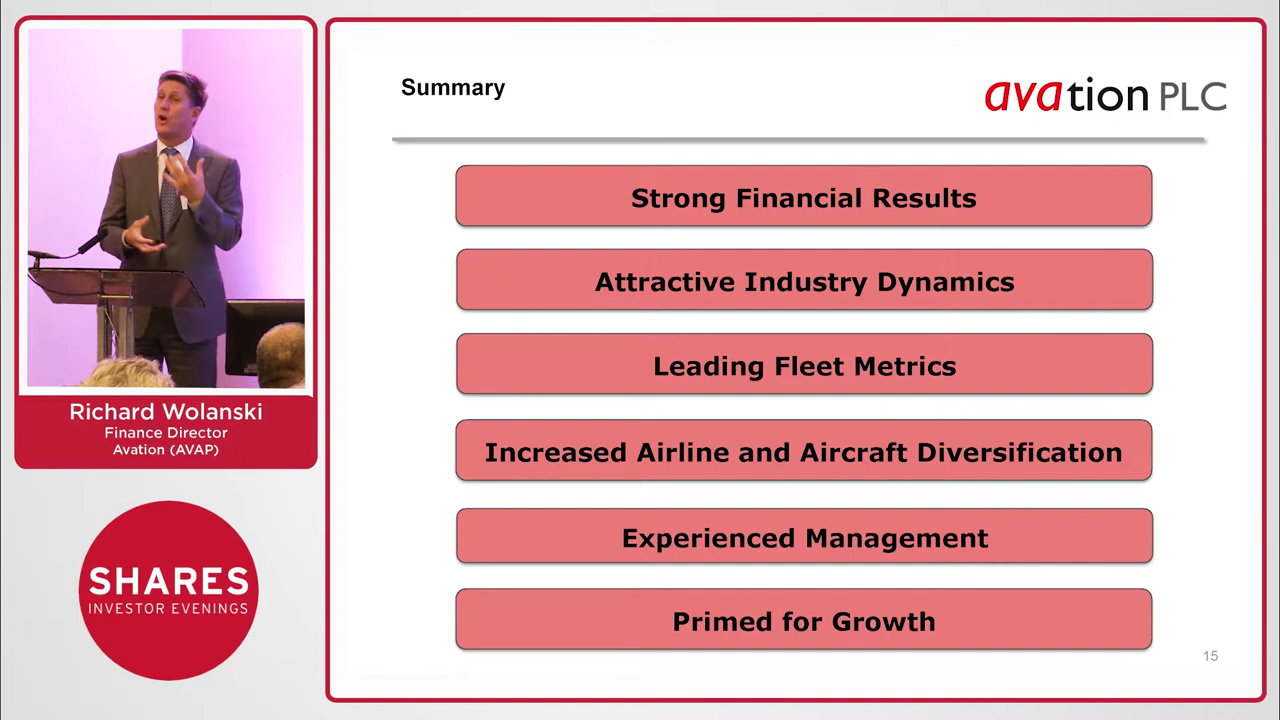 Summary
avation PLC
Strong Financial Results
Attractive Industry Dynamics
Leading Fleet Metrics
Increased Airline and Aircraft Diversification
Experienced Management
Primed for Growth
15
Richard Wolanski
Finance Director
Avation (AVAP)
SHARES
INVESTOR EVENINGS